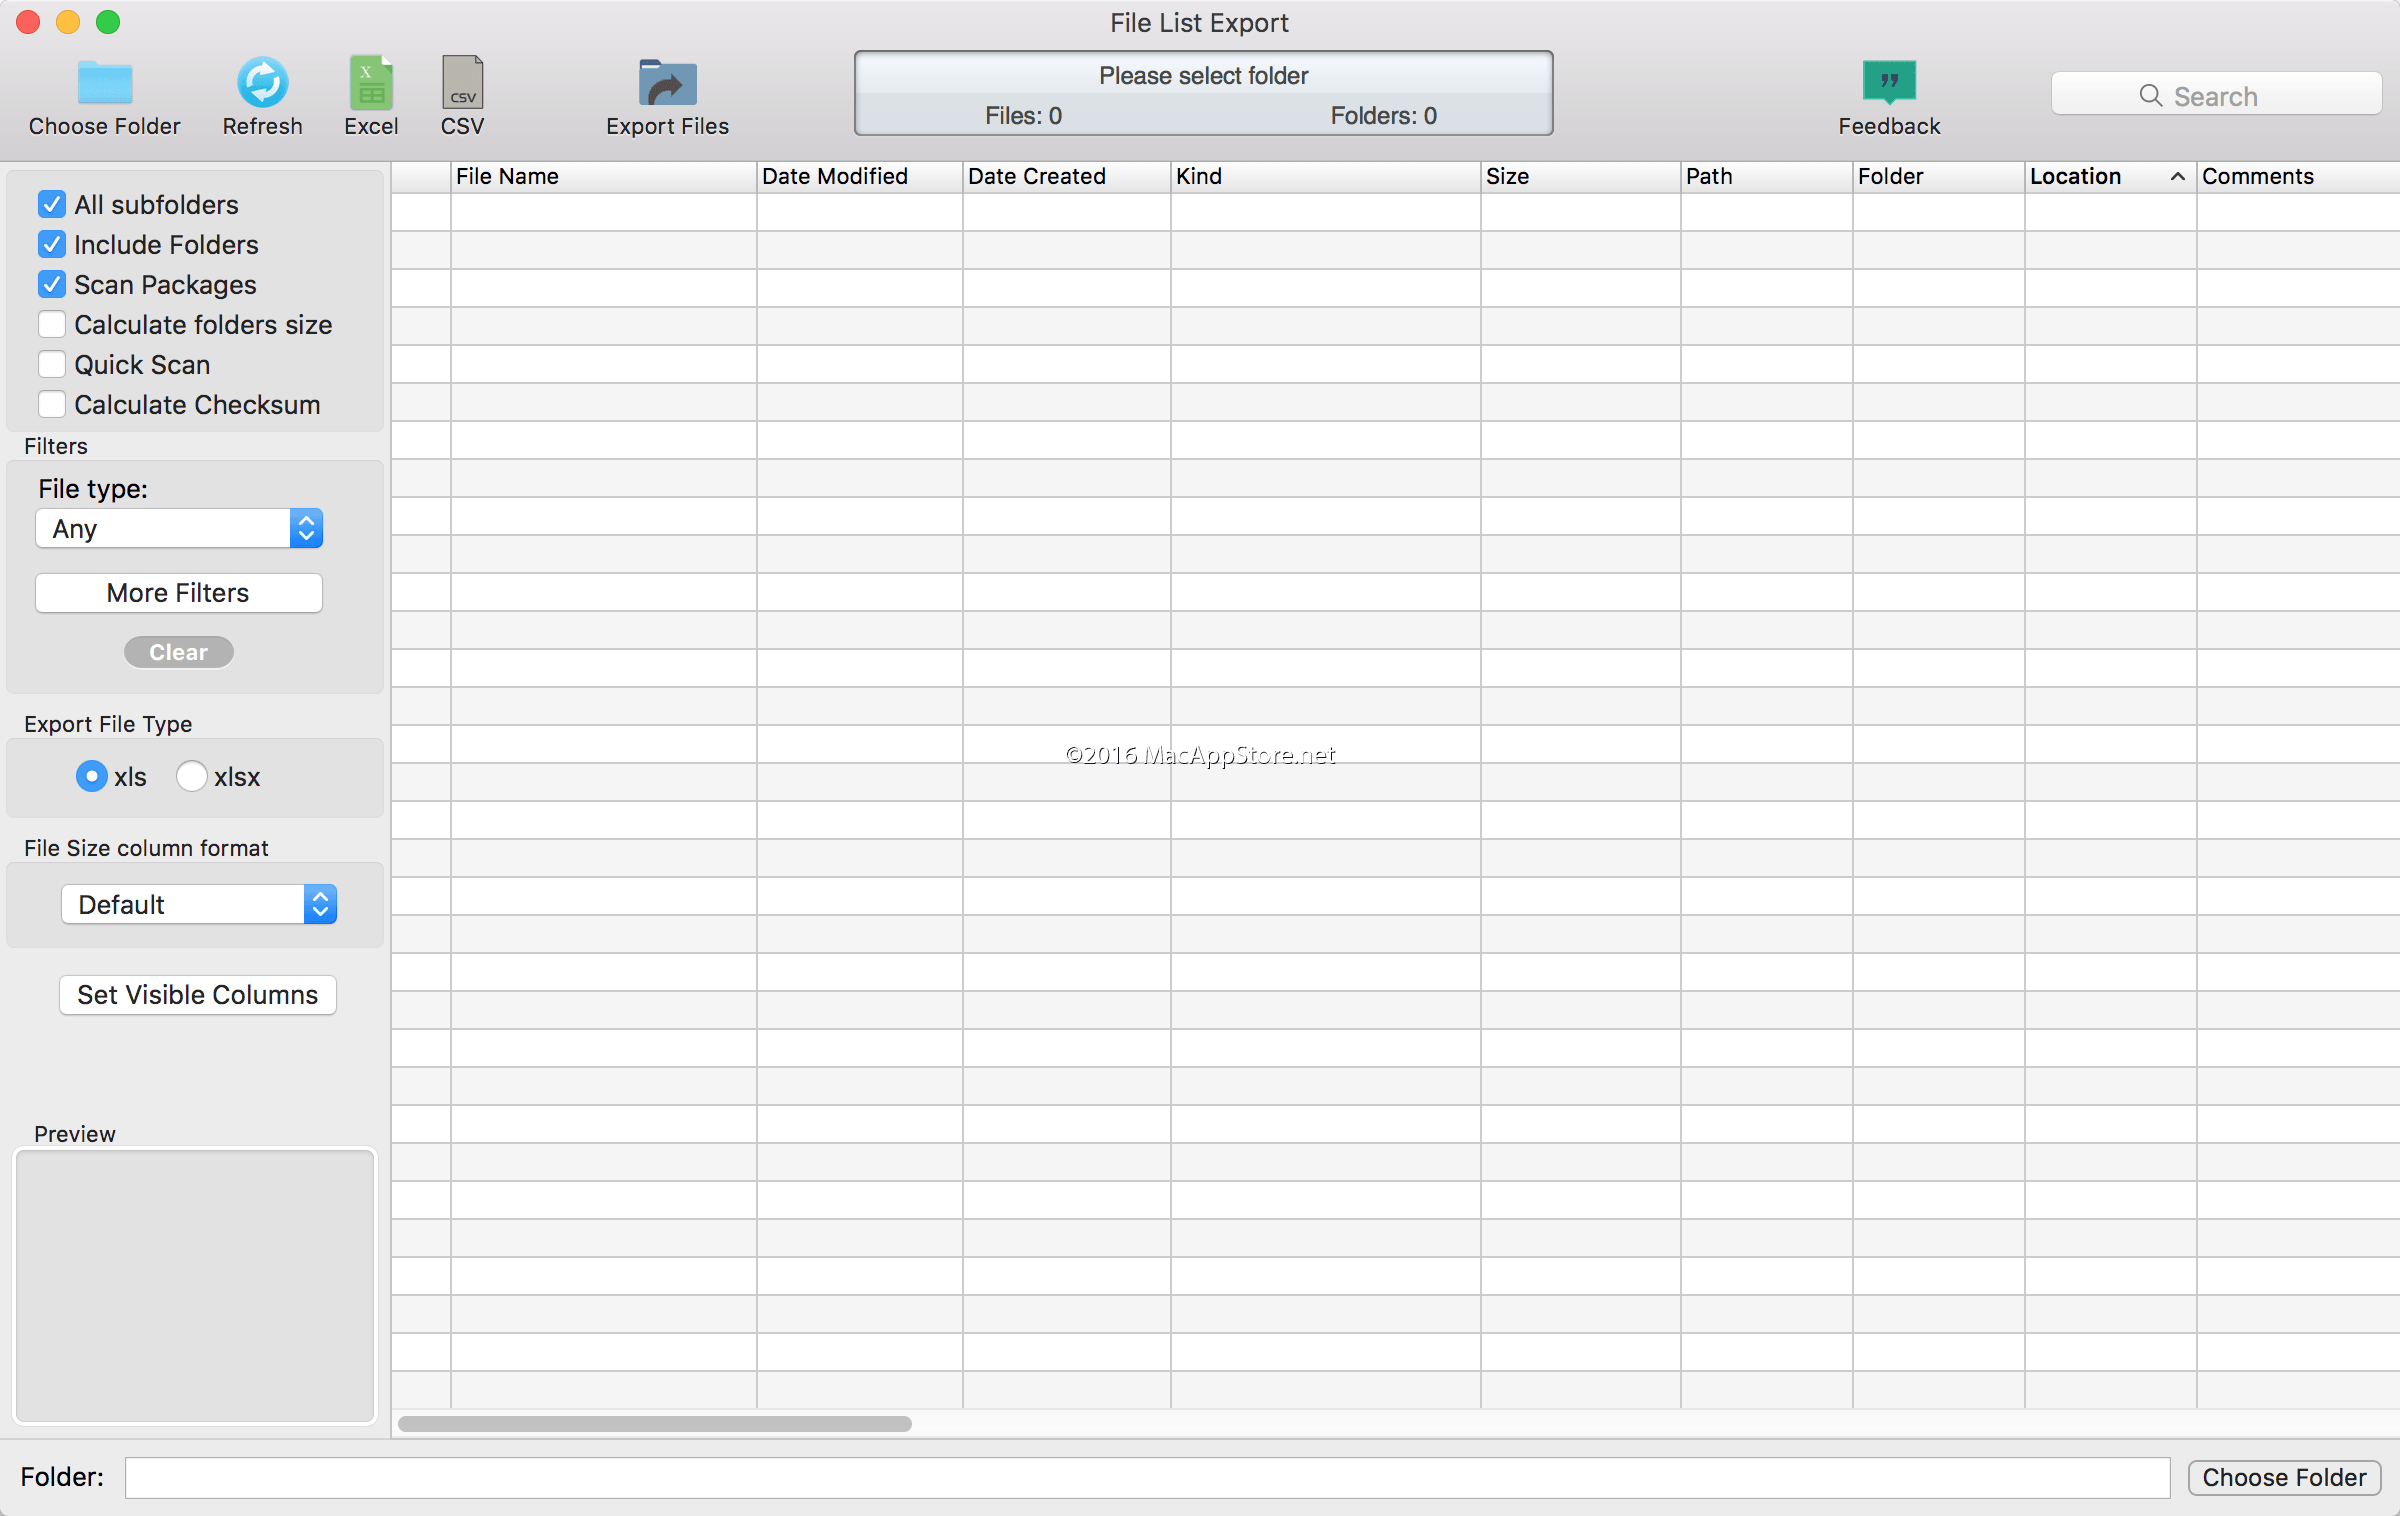 File List Export
Choose Folder
Refresh
X
Excel
CSV
CSV
Export Files
Please select folder
Files: 0
Folders: 0
Feedback
Search
File Name
Date Modified
Date Created
Kind
Size
Path
Folder
Location
Comments
All subfolders
Include Folders
Scan Packages
Calculate folders size
Quick Scan
Calculate Checksum
Filters
File type:
Any
More Filters
Clear
Export File Type
xls
xlsx
©2016 MacAppStore.net
File Size column format
Default
Set Visible Columns
Preview
Folder:
Choose Folder